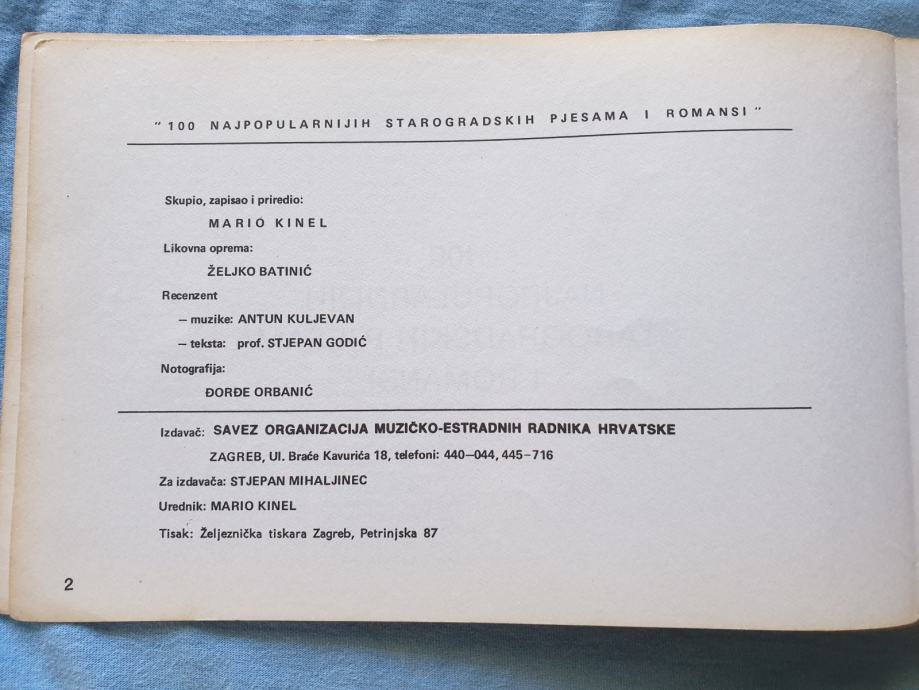 " 100 NAJPOPULARNIJIH STAROGRADSKIH PJESAMA I ROMANSI "
Skupio, zapisao i priredio:
MARIO KINEL
Likovna oprema:
ŽELJKO BATINIĆ
Recenzent
– muzike: ANTUN KULJEVAN
– teksta: prof. STJEPAN GODIĆ
Notografija:
ĐORĐE ORBANIĆ
Izdavač: SAVEZ ORGANIZACIJA MUZIČKO-ESTRADNIH RADNIKA HRVATSKE
ZAGREB, Ul. Braće Kavurića 18, telefoni: 440–044, 445–716
Za izdavača: STJEPAN MIHALJINEC
Urednik: MARIO KINEL
Tisak: Željeznička tiskara Zagreb, Petrinjska 87
2